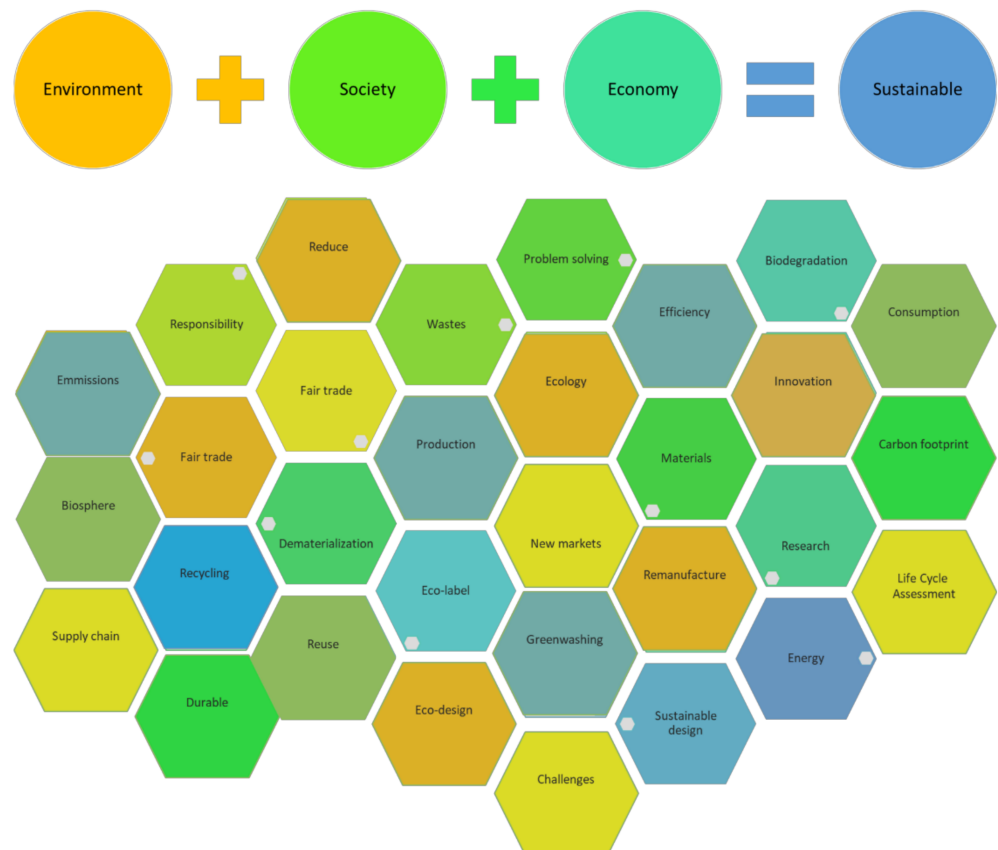 Environment
Society
Economy
Sustainable
Reduce
Problem solving
Biodegradation
Responsibility
Wastes
Efficiency
Consumption
Emmissions
Fair trade
Ecology
Innovation
Fair trade
Production
Materials
Carbon footprint
Biosphere
Dematerialization
New markets
Research
Recycling
Eco-label
Remanufacture
Life Cycle
Assessment
Supply chain
Reuse
Greenwashing
Energy
Durable
Eco-design
Sustainable
design
Challenges